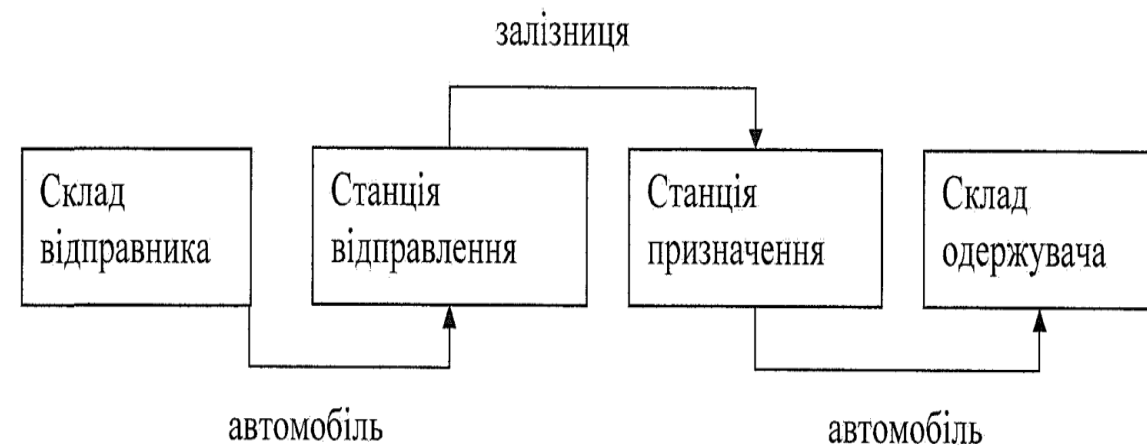 залізниця
Склад
відправника
Станція
відправлення
Станція
призначення
Склад
одержувача
автомобіль
автомобіль